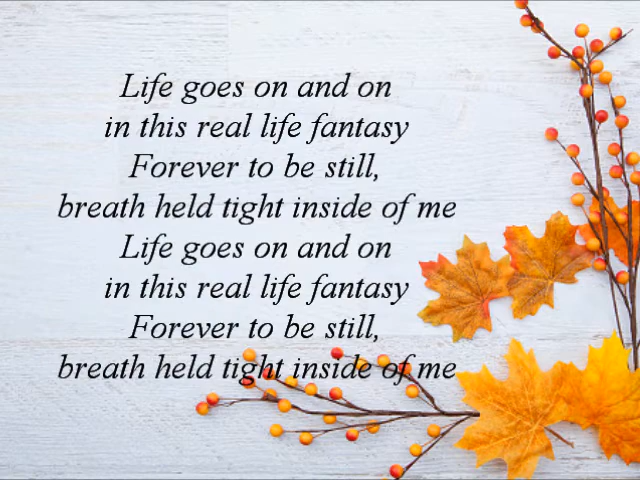 Life goes on and on
in this real life fantasy
Forever to be still,
breath held tight inside of me
Life goes on and on
in this real life fantasy
Forever to be still,
breath held tight inside of me